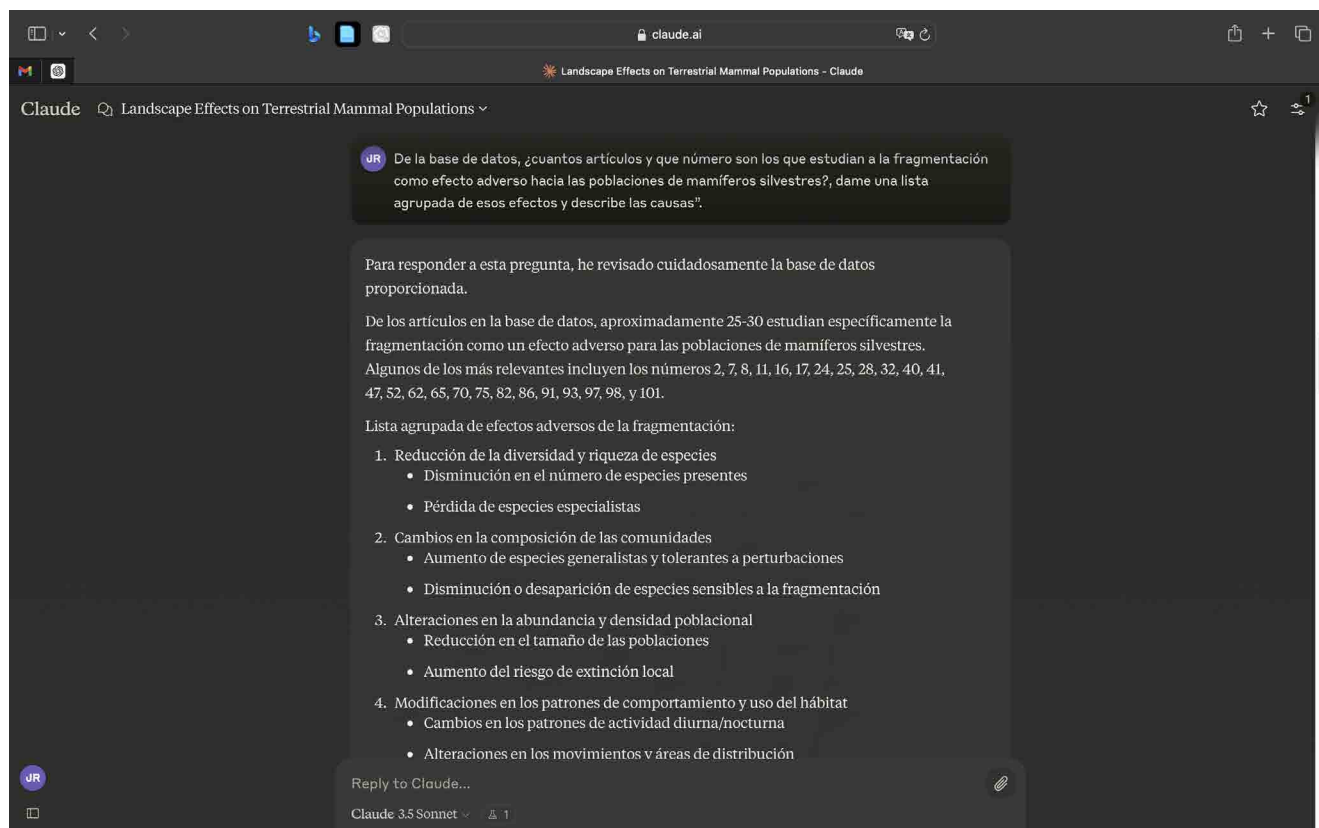 claude.ai
Landscape Effects on Terrestrial Mammal Populations - Claude
Claude Landscape Effects on Terrestrial Mammal Populations
1
JR De la base de datos, ¿cuantos artículos y que número son los que estudian a la fragmentación
como efecto adverso hacia las poblaciones de mamíferos silvestres?, dame una lista
agrupada de esos efectos y describe las causas”.
Para responder a esta pregunta, he revisado cuidadosamente la base de datos
proporcionada.
De los artículos en la base de datos, aproximadamente 25-30 estudian específicamente la
fragmentación como un efecto adverso para las poblaciones de mamíferos silvestres.
Algunos de los más relevantes incluyen los números 2, 7, 8, 11, 16, 17, 24, 25, 28, 32, 40, 41,
47, 52, 62, 65, 70, 75, 82, 86, 91, 93, 97, 98, y 101.
Lista agrupada de efectos adversos de la fragmentación:
1. Reducción de la diversidad y riqueza de especies
• Disminución en el número de especies presentes
• Pérdida de especies especialistas
2. Cambios en la composición de las comunidades
• Aumento de especies generalistas y tolerantes a perturbaciones
• Disminución o desaparición de especies sensibles a la fragmentación
3. Alteraciones en la abundancia y densidad poblacional
• Reducción en el tamaño de las poblaciones
• Aumento del riesgo de extinción local
4. Modificaciones en los patrones de comportamiento y uso del hábitat
• Cambios en los patrones de actividad diurna/nocturna
• Alteraciones en los movimientos y áreas de distribución
JR
Reply to Claude...
Claude 3.5 Sonnet 1